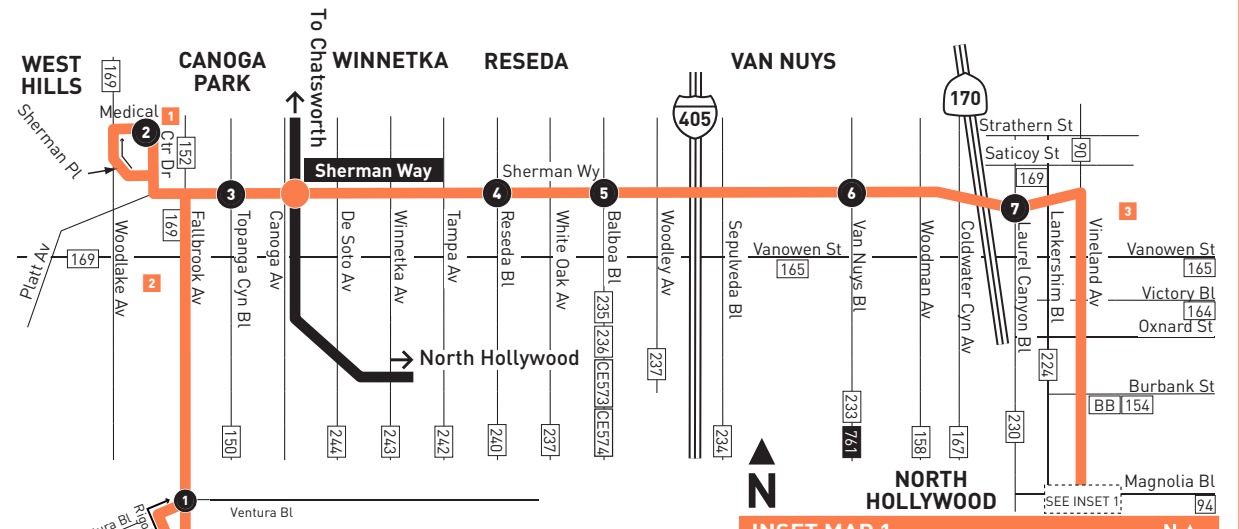 WEST
HILLS
CANOGA
PARK
To Chatsworth
WINNETKA
RESEDA
VAN NUYS
169
Medical
1
2
Ctr Dr
152
Sherman Pl
405
170
Strathern St
Saticoy St
90
169
Sherman Way
Sherman Wy
3
4
5
6
7
3
Platt Av
169
Woodlake Av
2
169
Fallbrook Av
Topanga Cyn Bl
Canoga Av
De Soto Av
Winnetka Av
Tampa Av
Reseda Bl
White Oak Av
Balboa Bl
Woodley Av
Sepulveda Bl
Vanowen St
165
Van Nuys Bl
Woodman Av
Coldwater Cyn Av
Laurel Canyon Bl
Lankershim Bl
Vineland Av
Vanowen St
165
Victory Bl
164
Oxnard St
235
236
CE573
CE574
North Hollywood
237
224
Burbank St
BB
154
150
244
243
242
240
237
234
233
761
158
167
230
N
NORTH
HOLLYWOOD
Magnolia Bl
94
SEE INSET 1
1
Ventura Bl
Rigo
ura Bl
INSET MAP 1
N